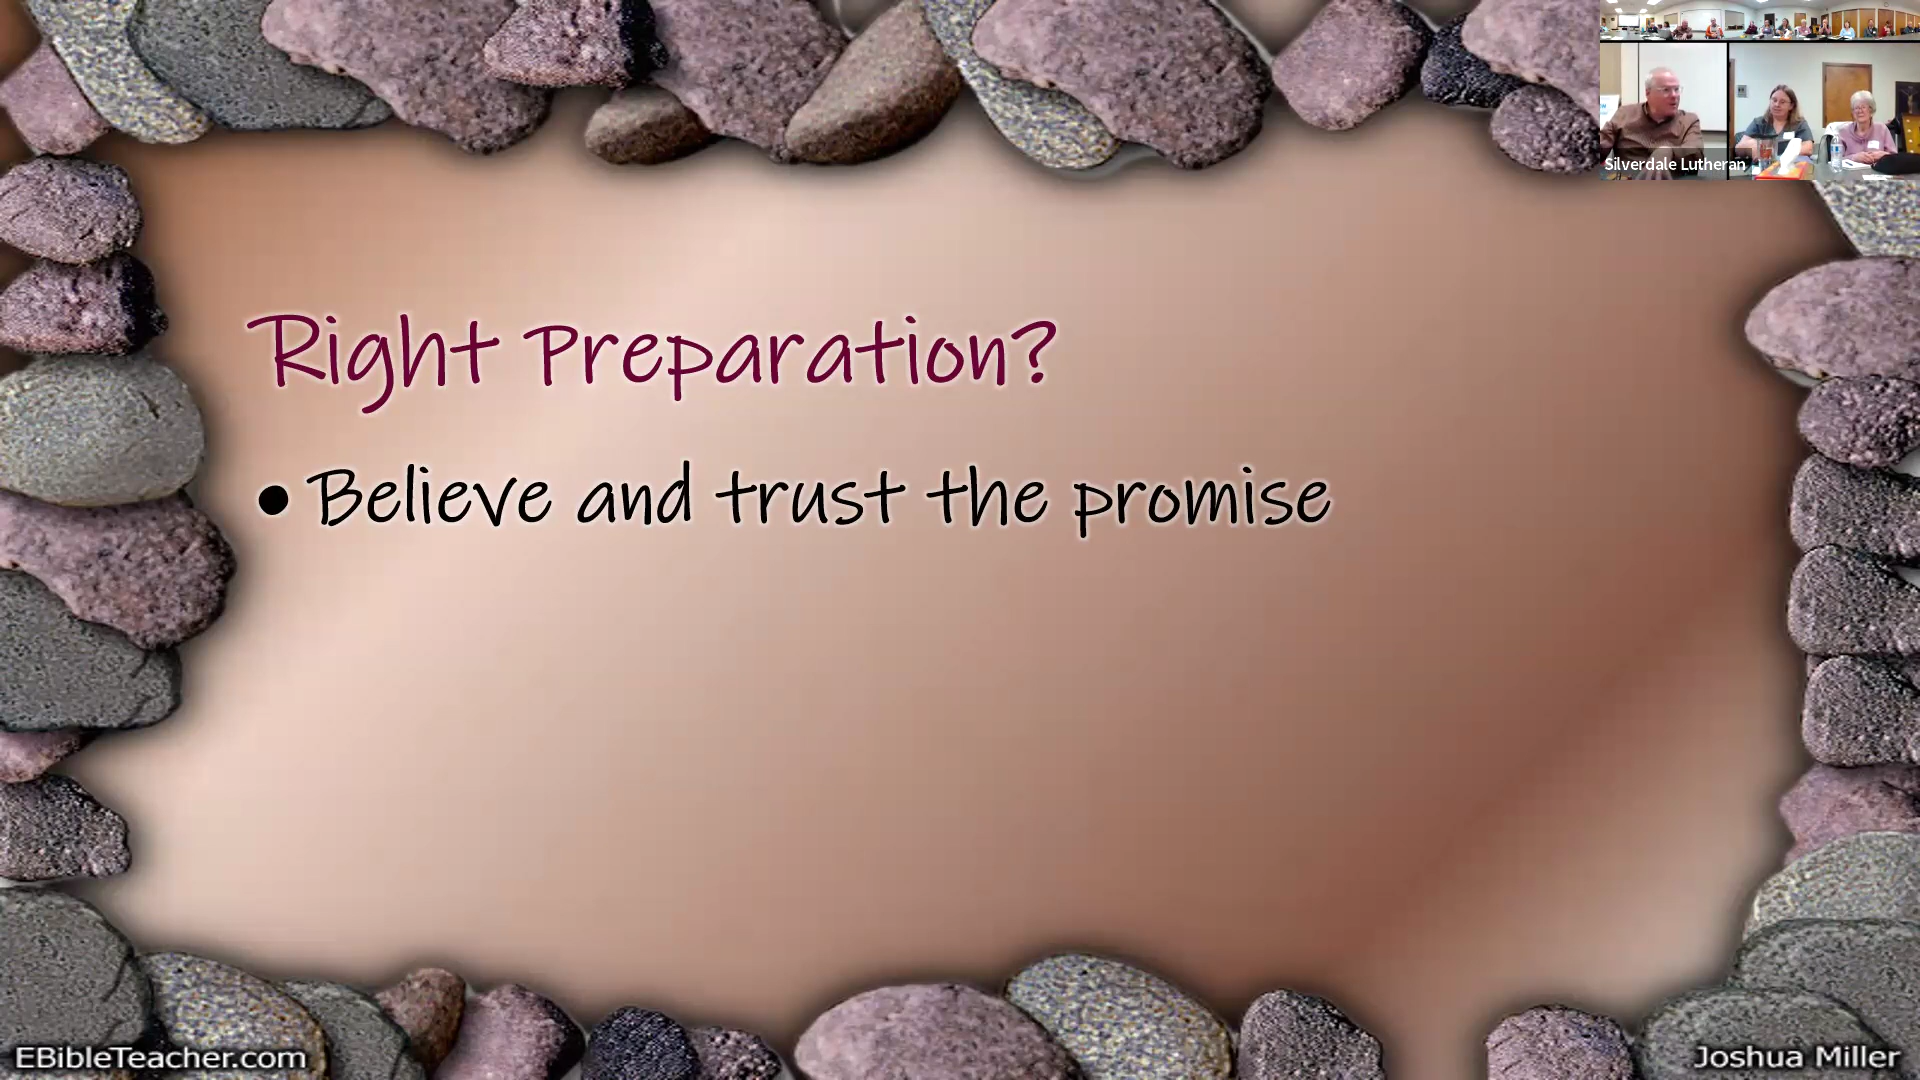 Silverdale Lutheran
Right Preparation?
• Believe and trust the promise
EBibleTeacher.com
Joshua Miller